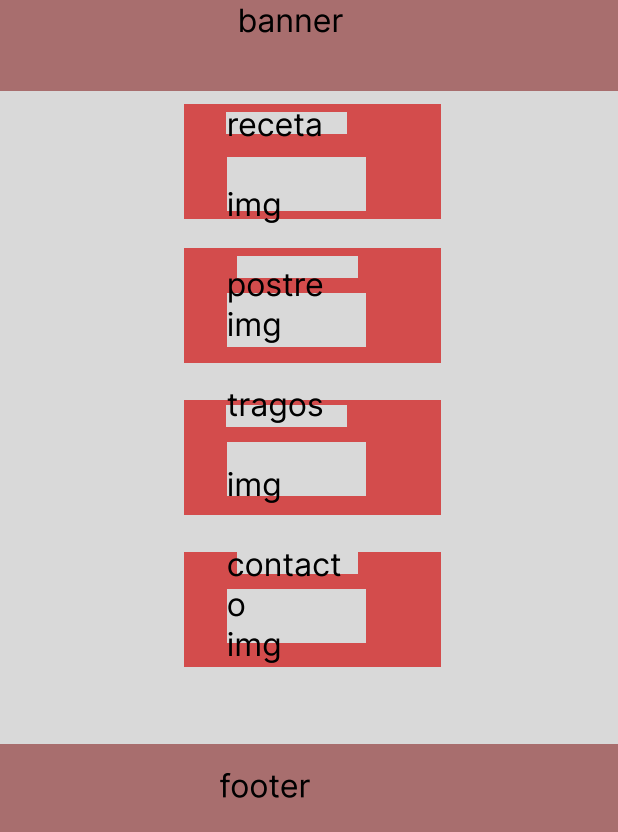 banner
receta
img
postre
img
tragos
img
contact
o
img
footer